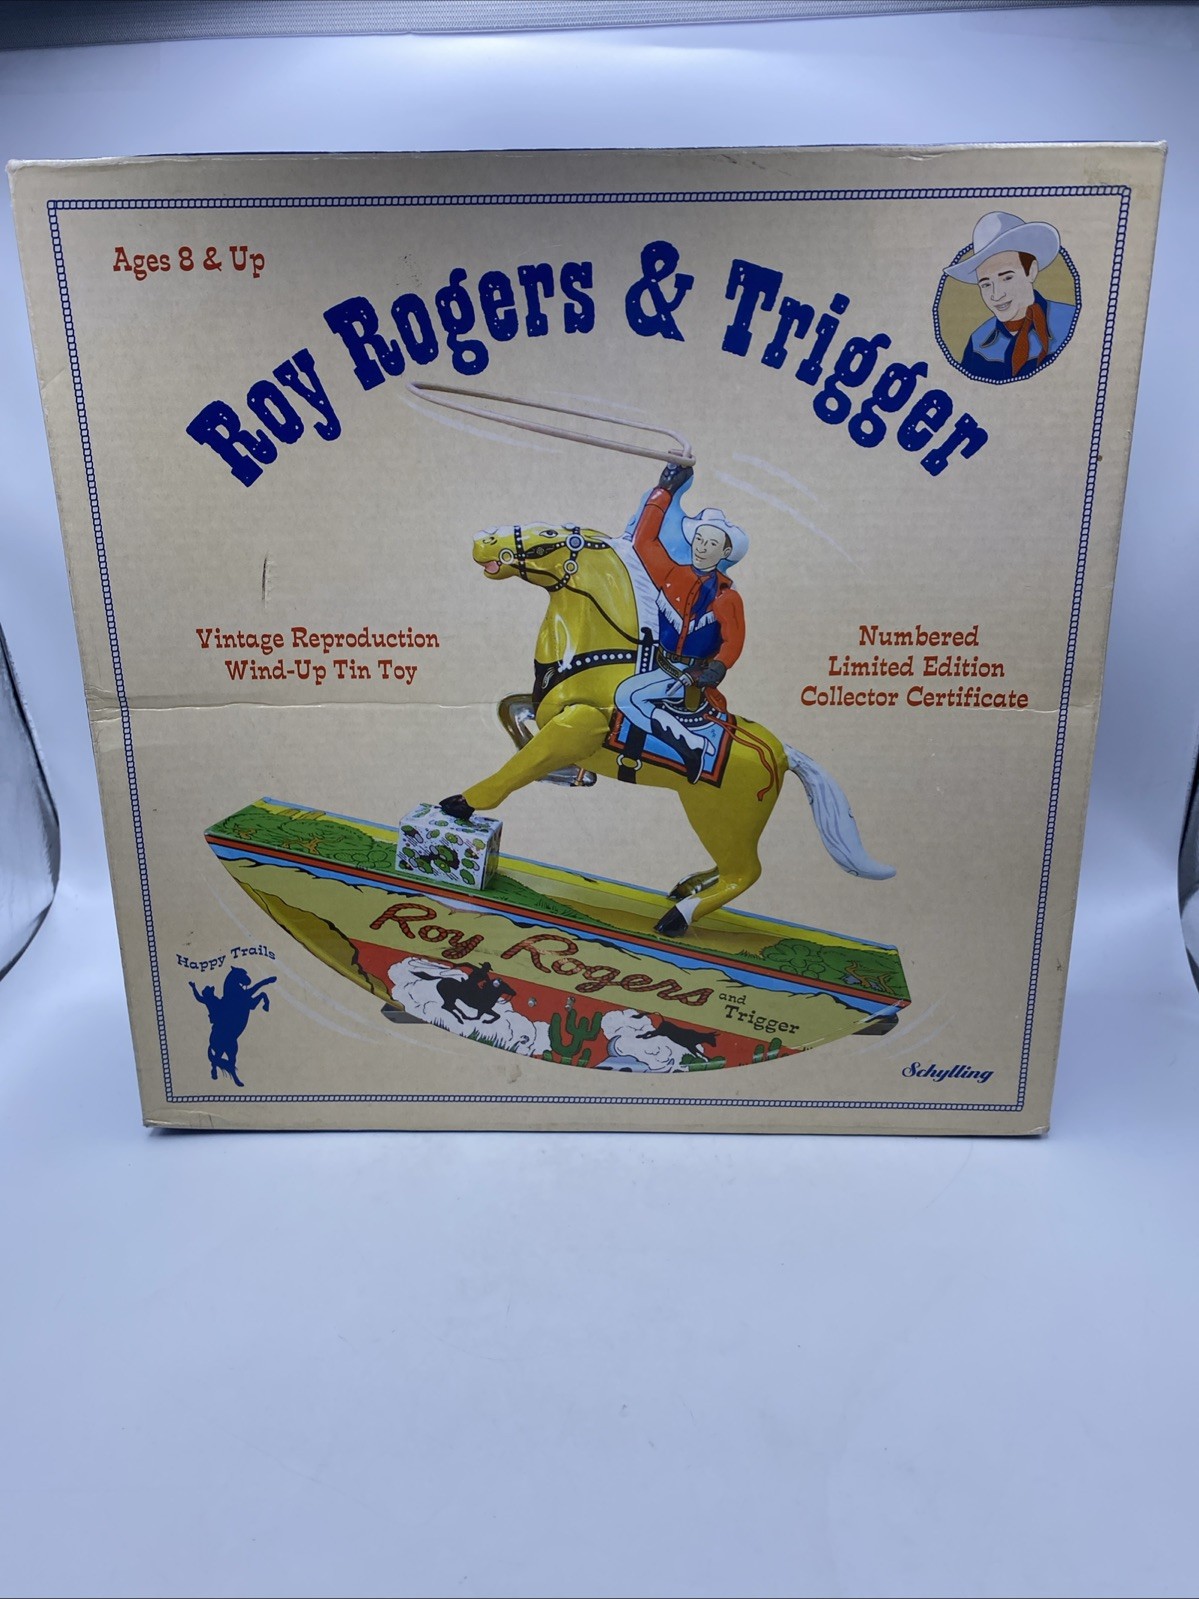 Ages 8 & Up
Roy Rogers & Trigger
Vintage Reproduction
Wind-Up Tin Toy
Numbered
Limited Edition
Collector Certificate
Roy Rogers
and
Trigger
Happy Trails
Schylling